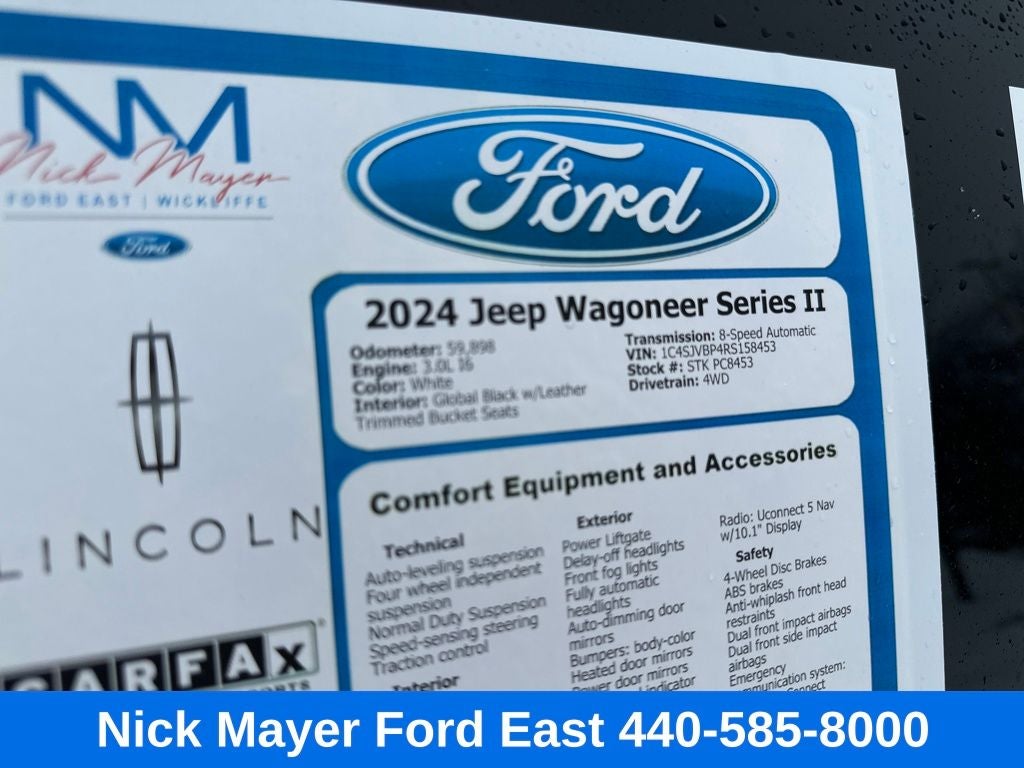 NM
Nick Mayer
FORD EAST | WICKLIFFE
Ford
Ford
LINCOLN
CARFAX
2024 Jeep Wagoneer Series II
Odometer: 59,898
Engine: 3.0L I6
Color: White
Interior: Global Black w/Leather
Trimmed Bucket Seats
Transmission: 8-Speed Automatic
VIN: 1C4SJVBP4RS158453
Stock #: STK PC8453
Drivetrain: 4WD
Comfort Equipment and Accessories
Technical
Auto-leveling suspension
Four wheel independent
suspension
Normal Duty Suspension
Speed-sensing steering
Traction control
Interior
Exterior
Power Liftgate
Delay-off headlights
Front fog lights
Fully automatic
headlights
Auto-dimming door
mirrors
Bumpers: body-color
Heated door mirrors
Power door mirrors
indicator
Radio: Uconnect 5 Nav
w/10.1" Display
Safety
4-Wheel Disc Brakes
ABS brakes
Anti-whiplash front head
restraints
Dual front impact airbags
Dual front side impact
airbags
Emergency
communication system:
Connect
Nick Mayer Ford East 440-585-8000